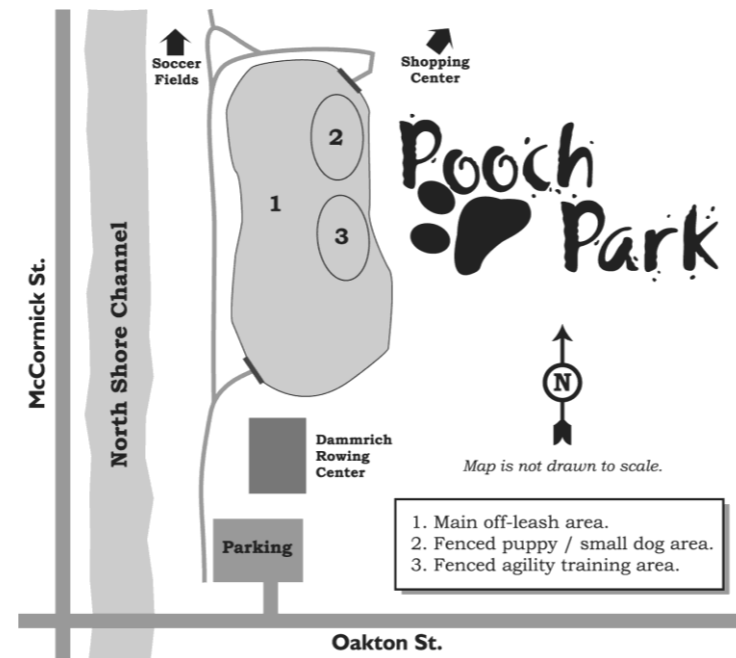 Soccer
Fields
Shopping
Center
Pooch
Park
2
1
3
McCormick St.
North Shore Channel
N
Map is not drawn to scale.
Dammrich
Rowing
Center
1. Main off-leash area.
2. Fenced puppy / small dog area.
3. Fenced agility training area.
Parking
Oakton St.